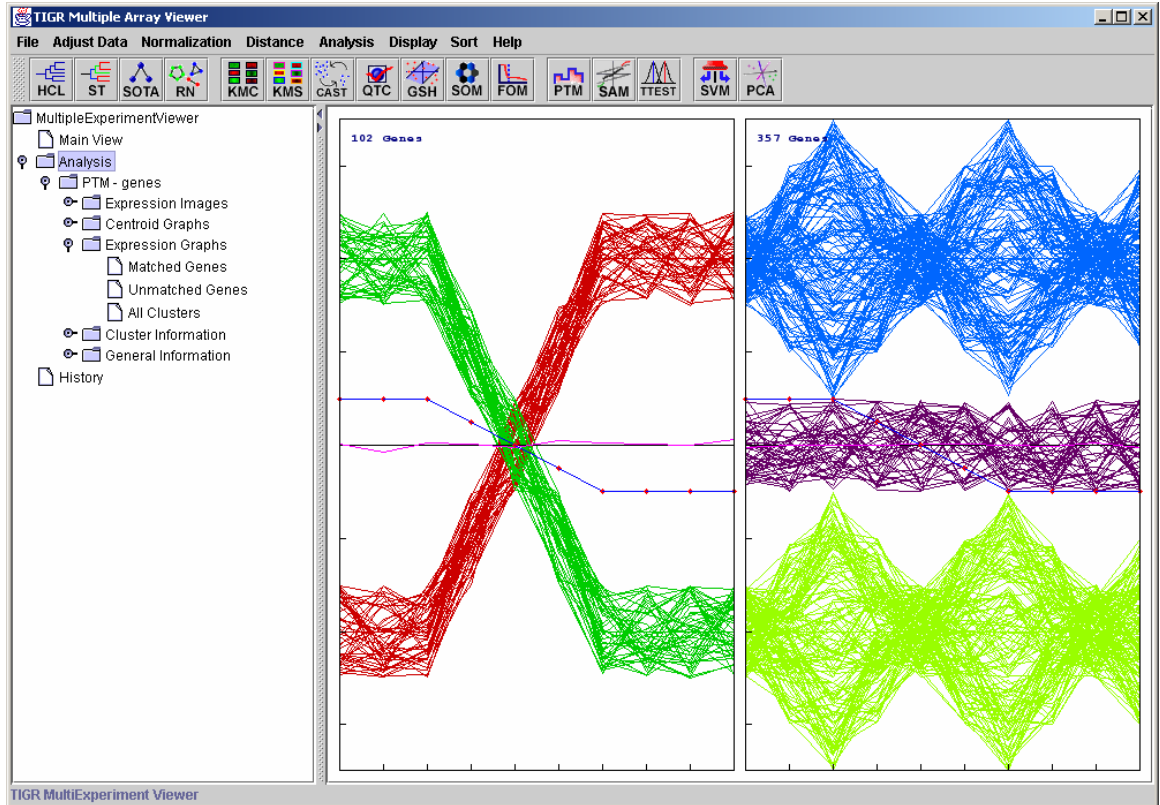 TIGR Multiple Array Viewer
File Adjust Data Normalization Distance Analysis Display Sort Help
HCL ST SOTA RN KMC KMS CAST QTC GSH SOM FOM PTM SAM TTEST SVM PCA
MultipleExperimentViewer
Main View
Analysis
PTM - genes
Expression Images
Centroid Graphs
Expression Graphs
Matched Genes
Unmatched Genes
All Clusters
Cluster Information
General Information
History
102 Genes
357 Genes
TIGR MultiExperiment Viewer